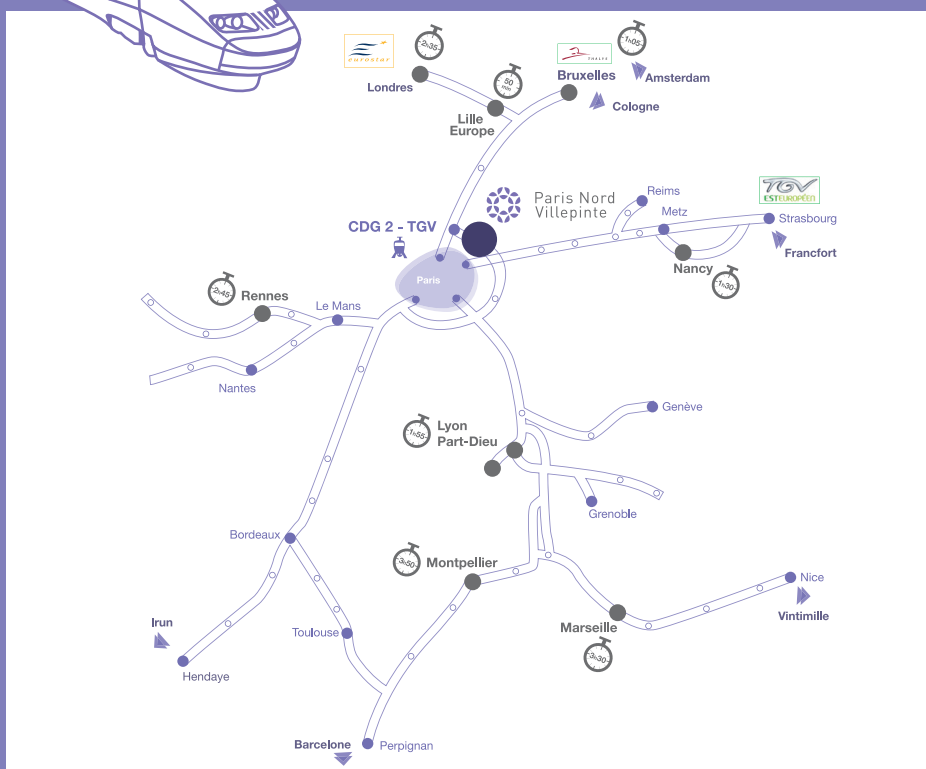 2h35
1h05
eurostar
THALYS
Bruxelles
Amsterdam
Londres
50
min
Cologne
Lille
Europe
TGV
EST EUROPÉEN
Paris Nord
Villepinte
Reims
Metz
Strasbourg
CDG 2 - TGV
Francfort
Nancy
Paris
1h30
2h45
Rennes
Le Mans
Nantes
Genève
Lyon
Part-Dieu
1h55
Grenoble
Bordeaux
3h50
Montpellier
Nice
Vintimille
Irun
Toulouse
Marseille
3h30
Hendaye
Barcelone
Perpignan